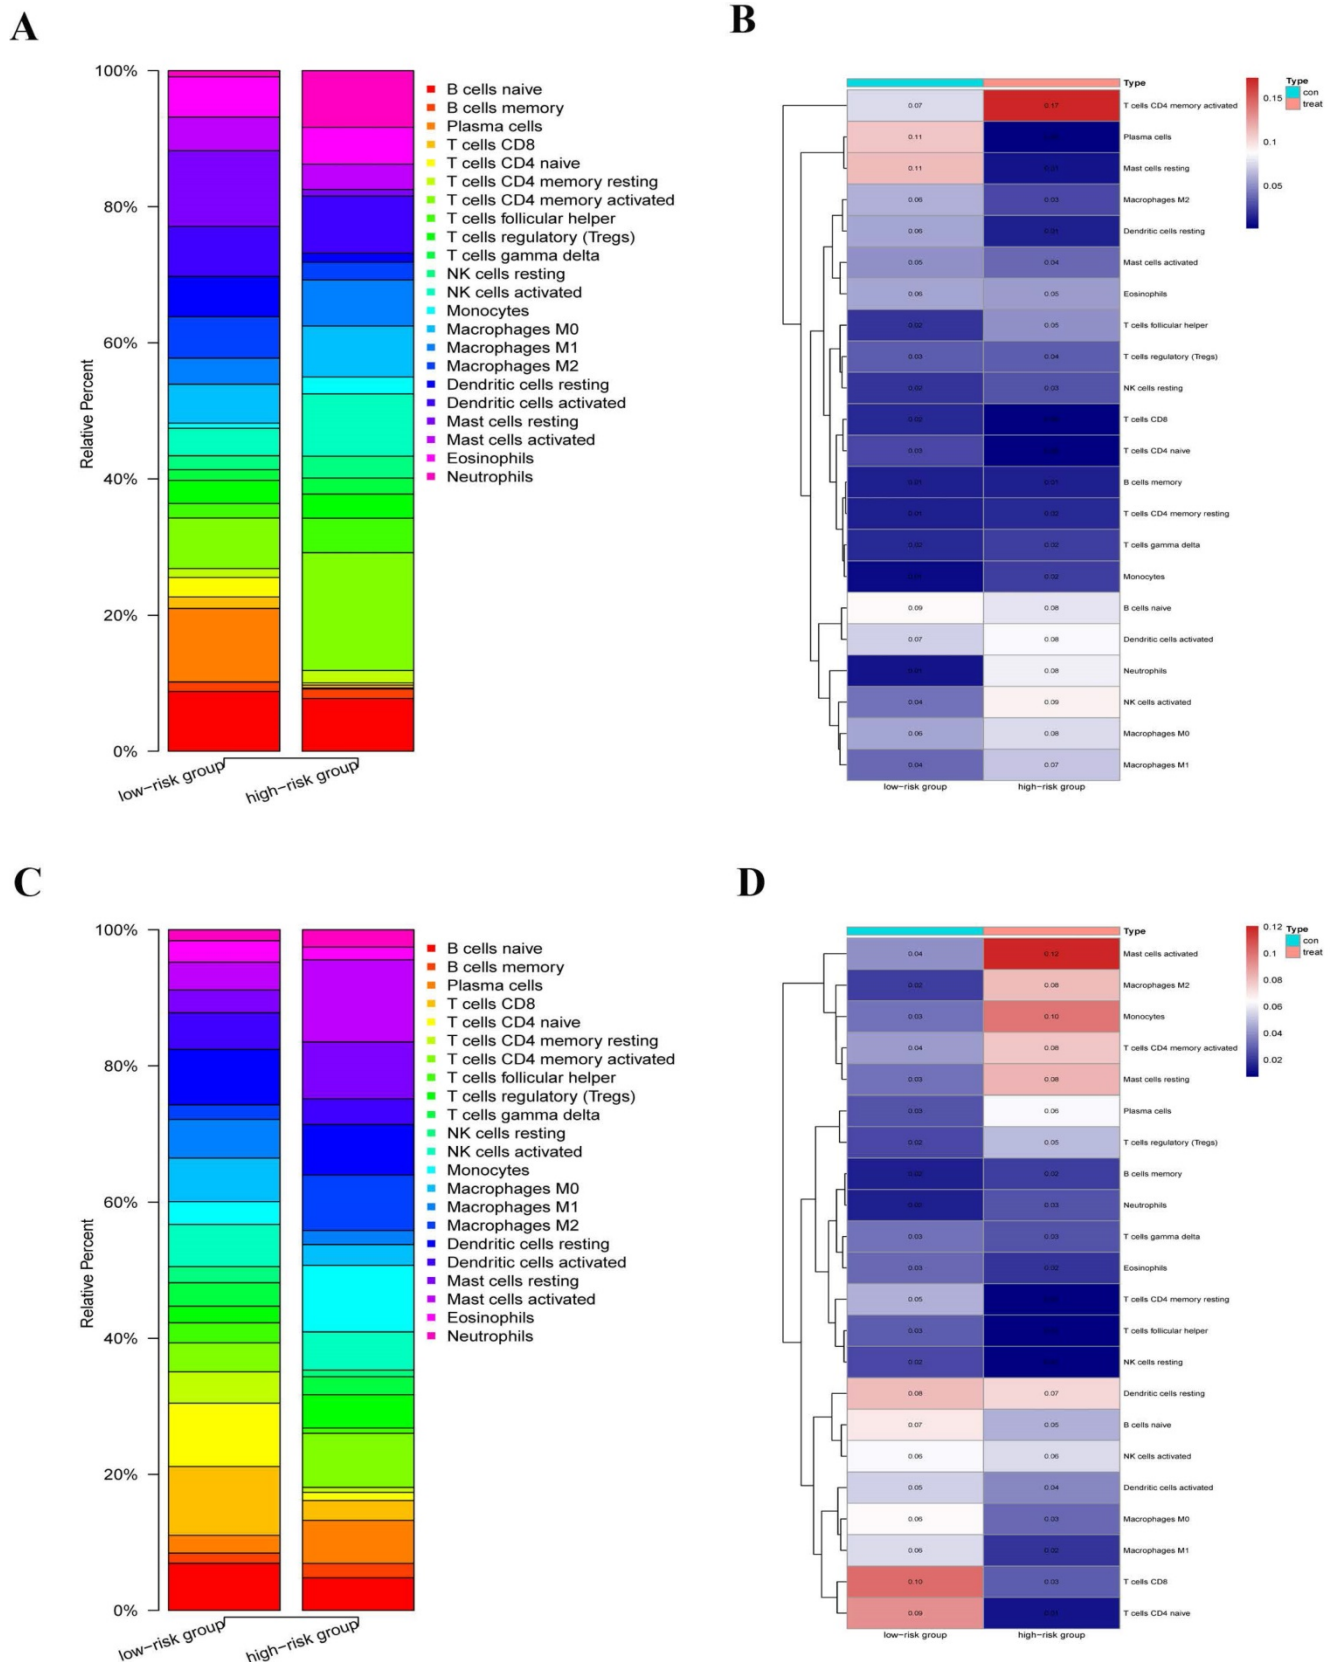 A
100%
80%
60%
40%
20%
0%
Relative Percent
low−risk group
high−risk group
B cells naive
B cells memory
Plasma cells
T cells CD8
T cells CD4 naive
T cells CD4 memory resting
T cells CD4 memory activated
T cells follicular helper
T cells regulatory (Tregs)
T cells gamma delta
NK cells resting
NK cells activated
Monocytes
Macrophages M0
Macrophages M1
Macrophages M2
Dendritic cells resting
Dendritic cells activated
Mast cells resting
Mast cells activated
Eosinophils
Neutrophils
B
Type
0.07 0.17 T cells CD4 memory activated
0.11 Plasma cells
0.11 0.01 Mast cells resting
0.06 0.03 Macrophages M2
0.06 0.01 Dendritic cells resting
0.05 0.04 Mast cells activated
0.06 0.05 Eosinophils
0.02 0.05 T cells follicular helper
0.03 0.04 T cells regulatory (Tregs)
0.02 0.03 NK cells resting
0.02 T cells CD8
0.03 T cells CD4 naive
0.01 0.01 B cells memory
0.01 0.02 T cells CD4 memory resting
0.02 0.02 T cells gamma delta
0.02 Monocytes
0.09 0.08 B cells naive
0.07 0.08 Dendritic cells activated
0.01 0.08 Neutrophils
0.04 0.09 NK cells activated
0.06 0.08 Macrophages M0
0.04 0.07 Macrophages M1
low−risk group high−risk group
0.15
0.1
0.05
Type
con
treat
C
100%
80%
60%
40%
20%
0%
Relative Percent
low−risk group
high−risk group
B cells naive
B cells memory
Plasma cells
T cells CD8
T cells CD4 naive
T cells CD4 memory resting
T cells CD4 memory activated
T cells follicular helper
T cells regulatory (Tregs)
T cells gamma delta
NK cells resting
NK cells activated
Monocytes
Macrophages M0
Macrophages M1
Macrophages M2
Dendritic cells resting
Dendritic cells activated
Mast cells resting
Mast cells activated
Eosinophils
Neutrophils
D
Type
0.04 0.12 Mast cells activated
0.02 0.08 Macrophages M2
0.03 0.10 Monocytes
0.04 0.08 T cells CD4 memory activated
0.03 0.08 Mast cells resting
0.03 0.06 Plasma cells
0.02 0.05 T cells regulatory (Tregs)
0.02 0.02 B cells memory
0.02 0.03 Neutrophils
0.03 0.03 T cells gamma delta
0.03 0.02 Eosinophils
0.05 T cells CD4 memory resting
0.03 T cells follicular helper
0.02 NK cells resting
0.08 0.07 Dendritic cells resting
0.07 0.05 B cells naive
0.06 0.06 NK cells activated
0.05 0.04 Dendritic cells activated
0.06 0.03 Macrophages M0
0.06 0.02 Macrophages M1
0.10 0.03 T cells CD8
0.09 0.01 T cells CD4 naive
low−risk group high−risk group
0.12
0.1
0.08
0.06
0.04
0.02
Type
con
treat